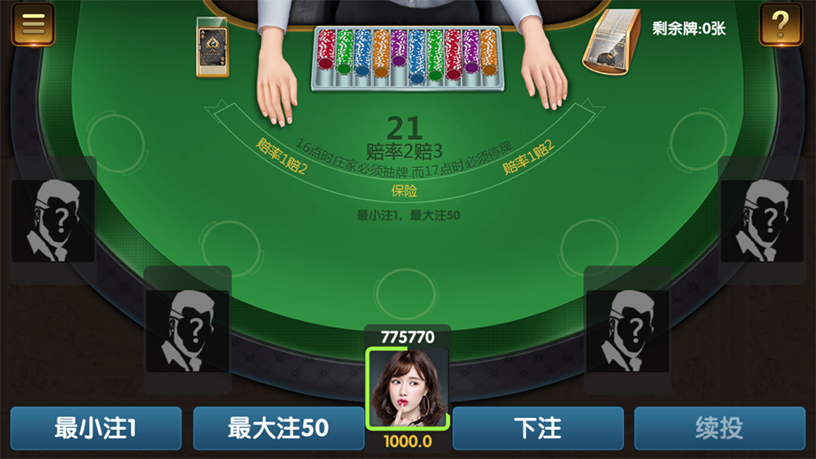 剩余牌:0张
21
赔率2赔3
赔率1赔2
16点时庄家必须抽牌,而17点时必须停牌
赔率1赔2
保险
最小注1，最大注50
?
?
?
?
?
775770
1000.0
最小注1
最大注50
下注
续投